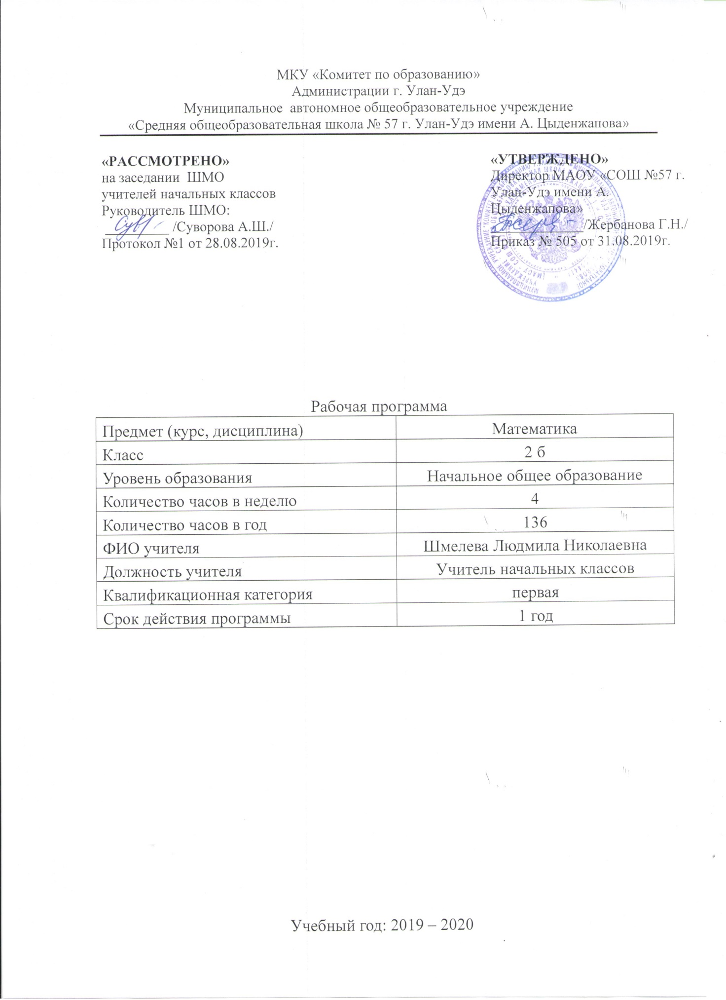 МКУ «Комитет по образованию»
Администрации г. Улан-Удэ
Муниципальное автономное общеобразовательное учреждение
«Средняя общеобразовательная школа № 57 г. Улан-Удэ имени А. Цыденжапова»
«РАССМОТРЕНО»
на заседании ШМО
учителей начальных классов
Руководитель ШМО:
/Суворова А.Ш./
Протокол №1 от 28.08.2019г.
«УТВЕРЖДЕНО»
Директор МАОУ «СОШ №57 г.
Улан-Удэ имени А.
Цыденжапова»
/Жербанова Г.Н./
Приказ № 505 от 31.08.2019г.
Рабочая программа
Предмет (курс, дисциплина) Математика
Класс 2 б
Уровень образования Начальное общее образование
Количество часов в неделю 4
Количество часов в год 136
ФИО учителя Шмелева Людмила Николаевна
Должность учителя Учитель начальных классов
Квалификационная категория первая
Срок действия программы 1 год
Учебный год: 2019 – 2020